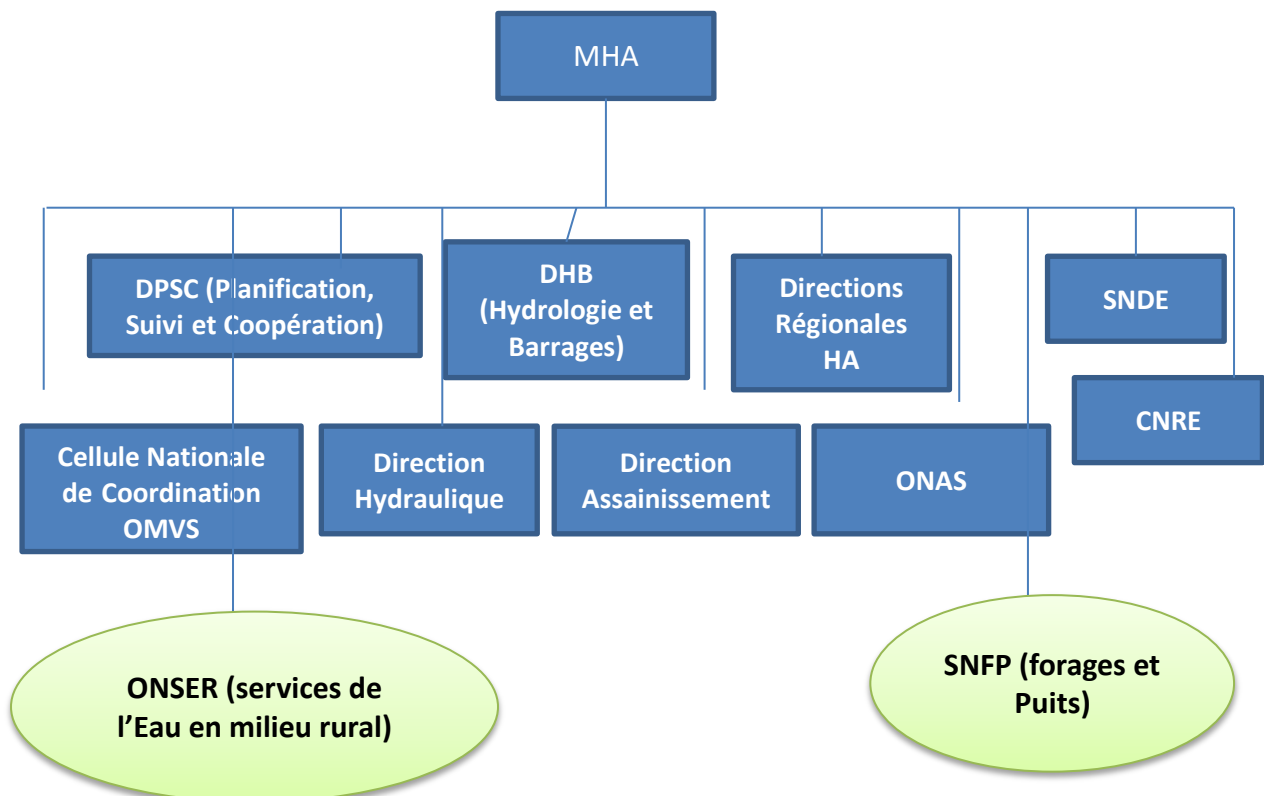 MHA
DPSC (Planification,
Suivi et Coopération)
DHB
(Hydrologie et
Barrages)
Directions
Régionales
HA
SNDE
CNRE
Cellule Nationale
de Coordination
OMVS
Direction
Hydraulique
Direction
Assainissement
ONAS
ONSER (services de
l’Eau en milieu rural)
SNFP (forages et
Puits)